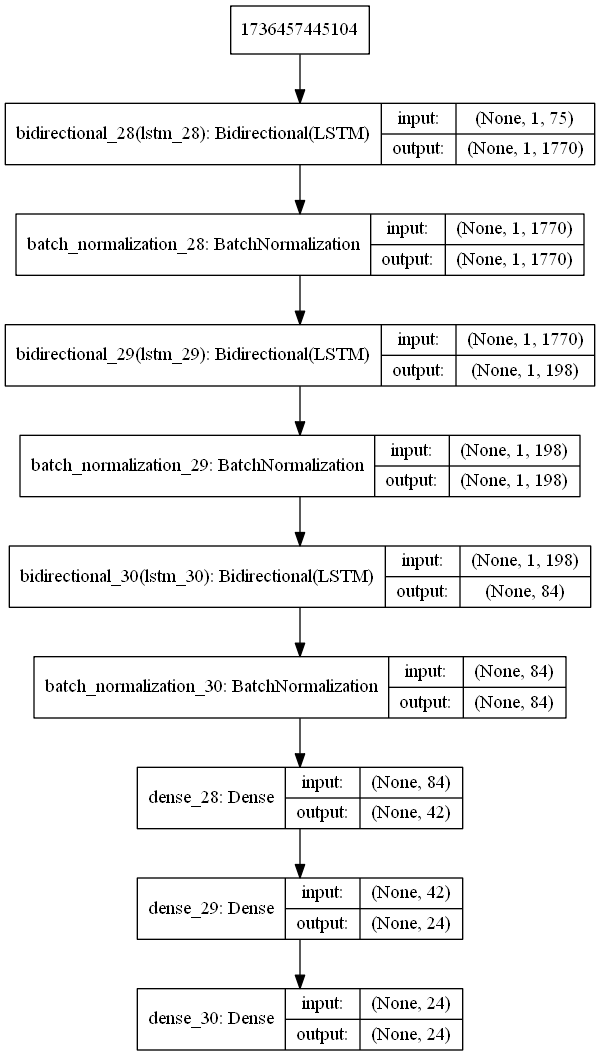 1736457445104
bidirectional_28(lstm_28): Bidirectional(LSTM)
input: (None, 1, 75)
output: (None, 1, 1770)
batch_normalization_28: BatchNormalization
input: (None, 1, 1770)
output: (None, 1, 1770)
bidirectional_29(lstm_29): Bidirectional(LSTM)
input: (None, 1, 1770)
output: (None, 1, 198)
batch_normalization_29: BatchNormalization
input: (None, 1, 198)
output: (None, 1, 198)
bidirectional_30(lstm_30): Bidirectional(LSTM)
input: (None, 1, 198)
output: (None, 84)
batch_normalization_30: BatchNormalization
input: (None, 84)
output: (None, 84)
dense_28: Dense
input: (None, 84)
output: (None, 42)
dense_29: Dense
input: (None, 42)
output: (None, 24)
dense_30: Dense
input: (None, 24)
output: (None, 24)